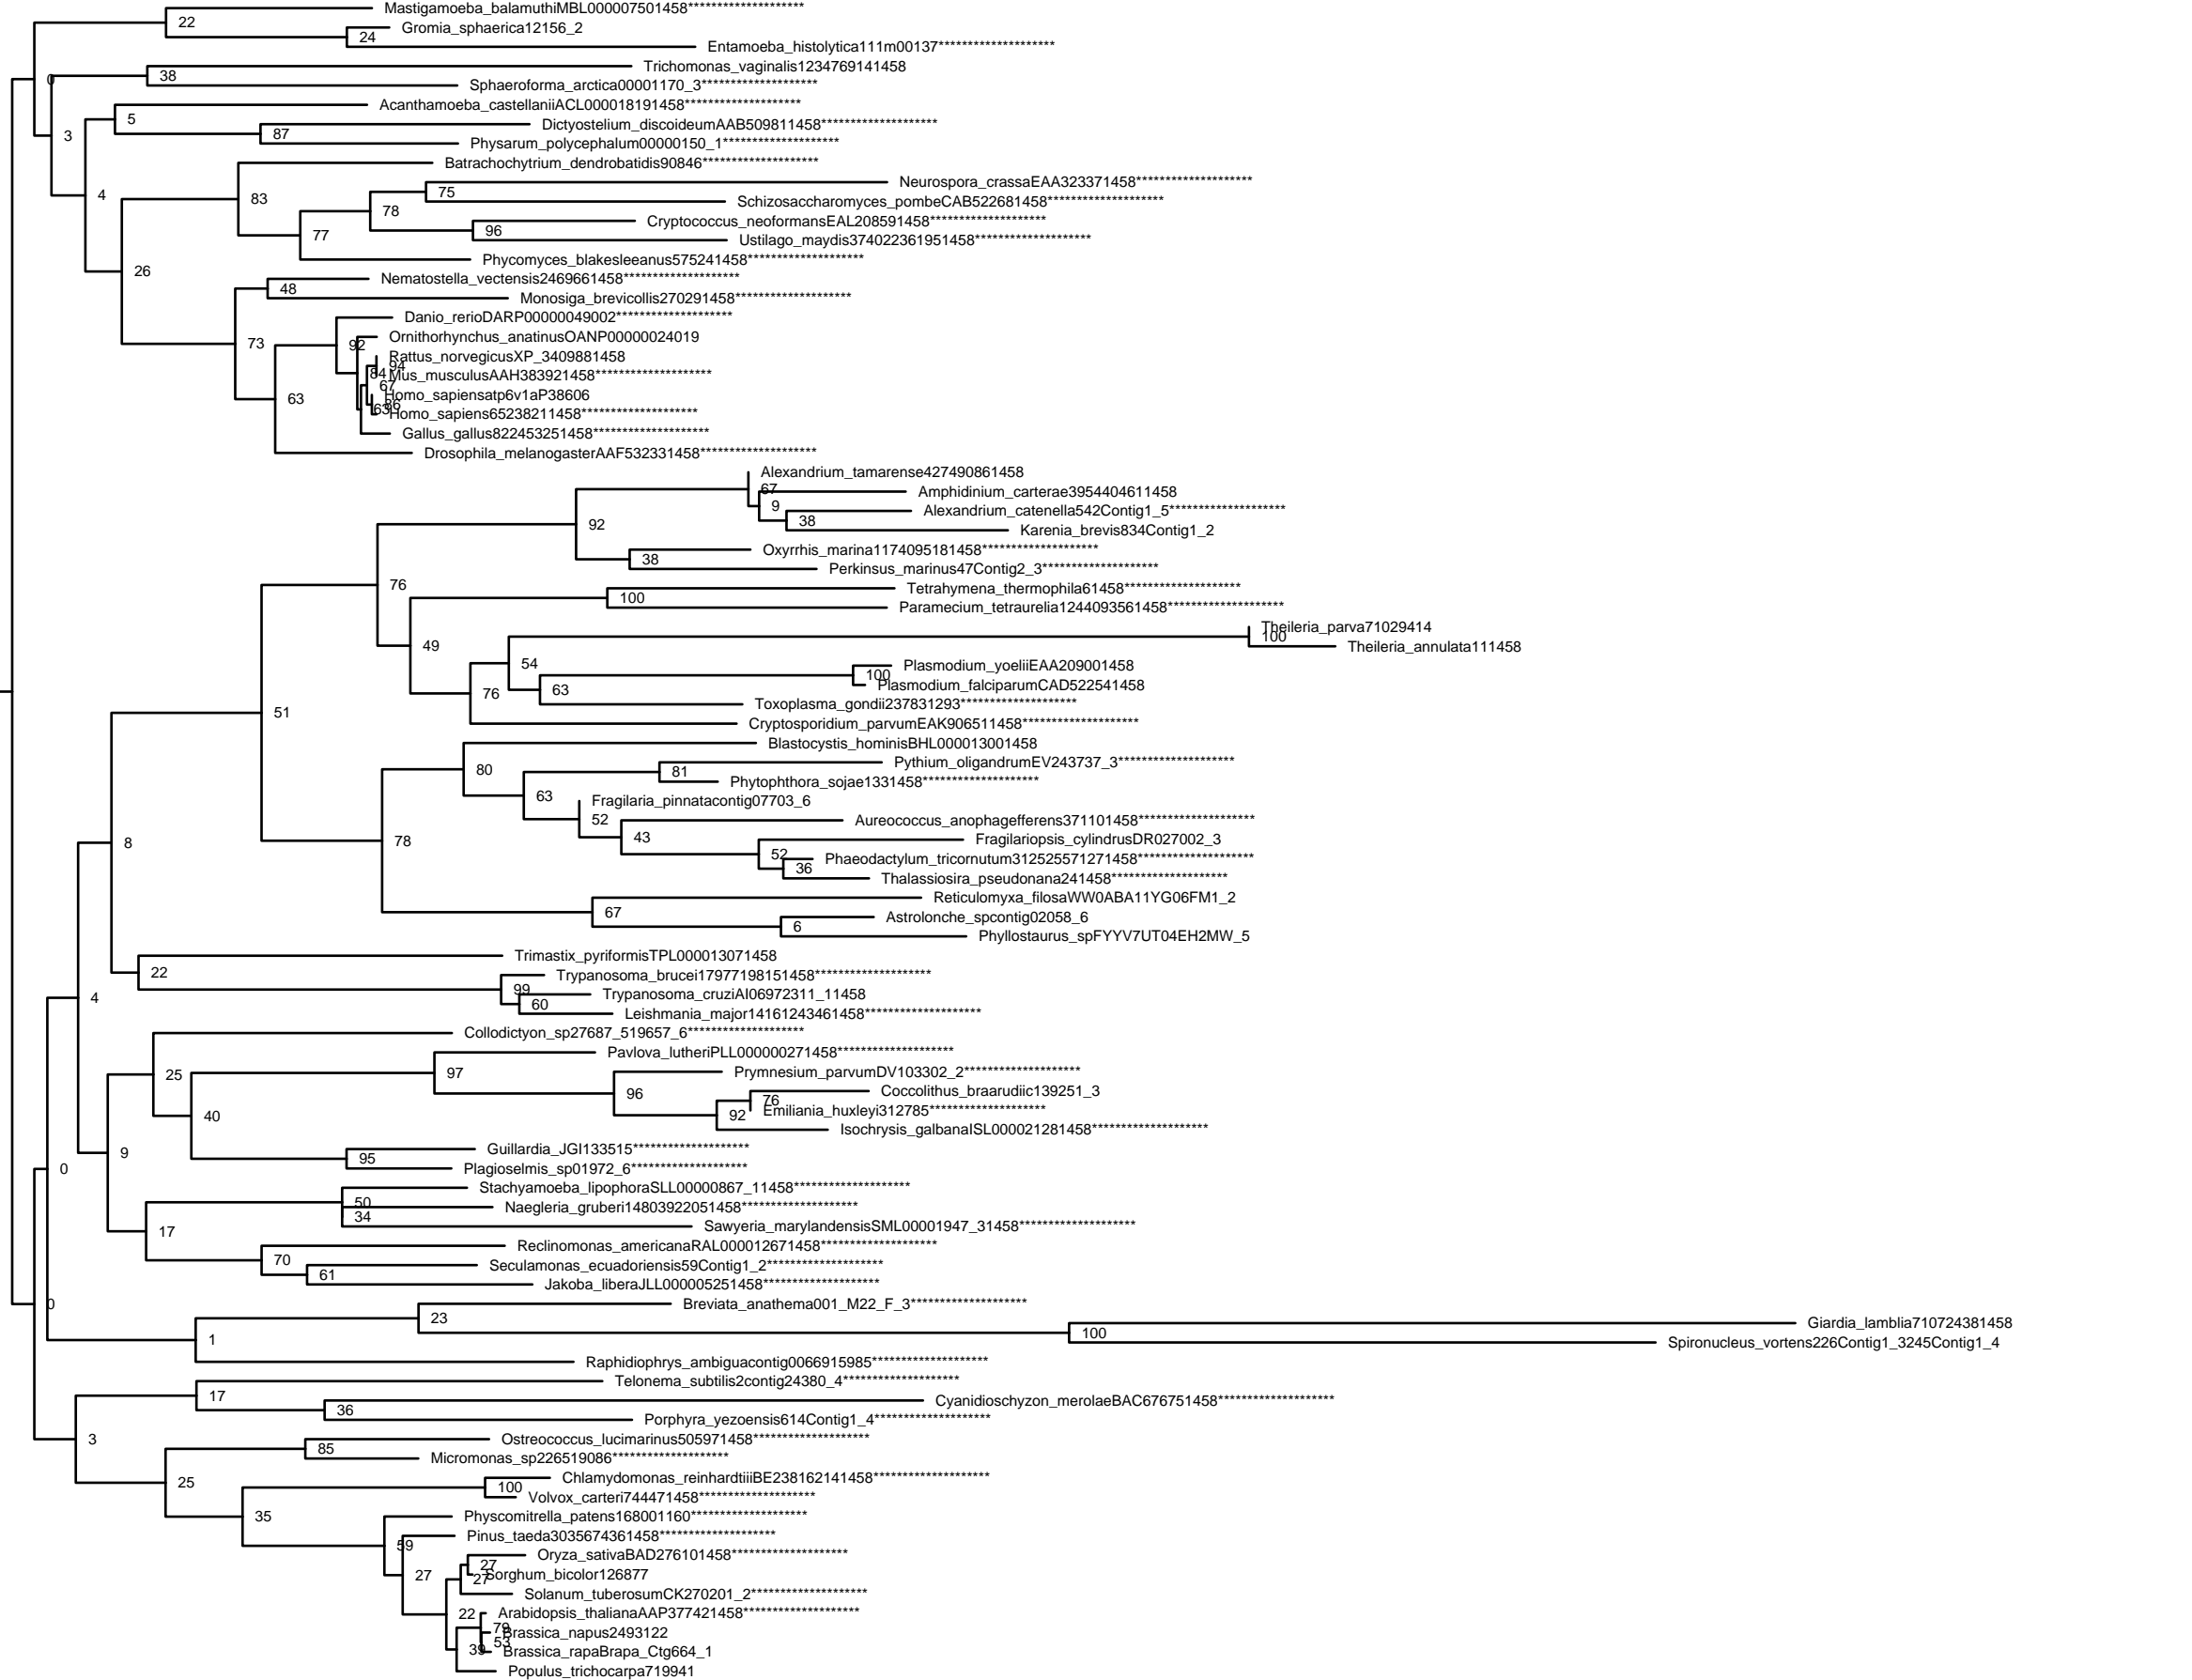 Mastigamoeba_balamuthiMBL000007501458********************
22
Gromia_sphaerica12156_2
24
Entamoeba_histolytica111m00137********************
Trichomonas_vaginalis1234769141458
0
38
Sphaeroforma_arctica00001170_3********************
Acanthamoeba_castellaniiACL000018191458********************
5
Dictyostelium_discoideumAAB509811458********************
3
87
Physarum_polycephalum00000150_1********************
Batrachochytrium_dendrobatidis90846********************
Neurospora_crassaEAA323371458********************
4
83
75
Schizosaccharomyces_pombeCAB522681458********************
78
Cryptococcus_neoformansEAL208591458********************
77
96
Ustilago_maydis374022361951458********************
Phycomyces_blakesleeanus575241458********************
26
Nematostella_vectensis2469661458********************
48
Monosiga_brevicollis270291458********************
Danio_rerioDARP00000049002********************
Ornithorhynchus_anatinusOANP00000024019
73
92
Rattus_norvegicusXP_3409881458
94
84
Mus_musculusAAH383921458********************
67
63
Homo_sapiensatp6v1aP38606
86
63
Homo_sapiens65238211458********************
Gallus_gallus822453251458********************
Drosophila_melanogasterAAF532331458********************
Alexandrium_tamarense427490861458
67
Amphidinium_carterae3954404611458
9
Alexandrium_catenella542Contig1_5********************
92
38
Karenia_brevis834Contig1_2
Oxyrrhis_marina1174095181458********************
38
Perkinsus_marinus47Contig2_3********************
76
Tetrahymena_thermophila61458********************
100
Paramecium_tetraurelia1244093561458********************
Theileria_parva71029414
100
49
Theileria_annulata111458
54
Plasmodium_yoeliiEAA209001458
100
76
63
Plasmodium_falciparumCAD522541458
Toxoplasma_gondii237831293********************
51
Cryptosporidium_parvumEAK906511458********************
Blastocystis_hominisBHL000013001458
80
Pythium_oligandrumEV243737_3********************
81
Phytophthora_sojae1331458********************
63
Fragilaria_pinnatacontig07703_6
52
Aureococcus_anophagefferens371101458********************
8
78
43
Fragilariopsis_cylindrusDR027002_3
52
Phaeodactylum_tricornutum312525571271458********************
36
Thalassiosira_pseudonana241458********************
Reticulomyxa_filosaWW0ABA11YG06FM1_2
67
Astrolonche_spcontig02058_6
6
Phyllostaurus_spFYYV7UT04EH2MW_5
Trimastix_pyriformisTPL000013071458
22
Trypanosoma_brucei17977198151458********************
99
4
Trypanosoma_cruziAI06972311_11458
60
Leishmania_major14161243461458********************
Collodictyon_sp27687_519657_6********************
Pavlova_lutheriPLL000000271458********************
25
97
Prymnesium_parvumDV103302_2********************
96
Coccolithus_braarudiic139251_3
76
40
92
Emiliania_huxleyi312785********************
Isochrysis_galbanaISL000021281458********************
9
Guillardia_JGI133515********************
95
0
Plagioselmis_sp01972_6********************
Stachyamoeba_lipophoraSLL00000867_11458********************
50
Naegleria_gruberi14803922051458********************
34
17
Sawyeria_marylandensisSML00001947_31458********************
Reclinomonas_americanaRAL000012671458********************
70
Seculamonas_ecuadoriensis59Contig1_2********************
61
Jakoba_liberaJLL000005251458********************
0
Breviata_anathema001_M22_F_3********************
23
Giardia_lamblia710724381458
1
100
Spironucleus_vortens226Contig1_3245Contig1_4
Raphidiophrys_ambiguacontig0066915985********************
Telonema_subtilis2contig24380_4********************
17
Cyanidioschyzon_merolaeBAC676751458********************
36
Porphyra_yezoensis614Contig1_4********************
3
Ostreococcus_lucimarinus505971458********************
85
Micromonas_sp226519086********************
25
Chlamydomonas_reinhardtiiiBE238162141458********************
100
Volvox_carteri744471458********************
35
Physcomitrella_patens168001160********************
Pinus_taeda3035674361458********************
59
Oryza_sativaBAD276101458********************
27
27
Sorghum_bicolor126877
27
Solanum_tuberosumCK270201_2********************
22
Arabidopsis_thalianaAAP377421458********************
79
Brassica_napus2493122
53
39
Brassica_rapaBrapa_Ctg664_1
Populus_trichocarpa719941